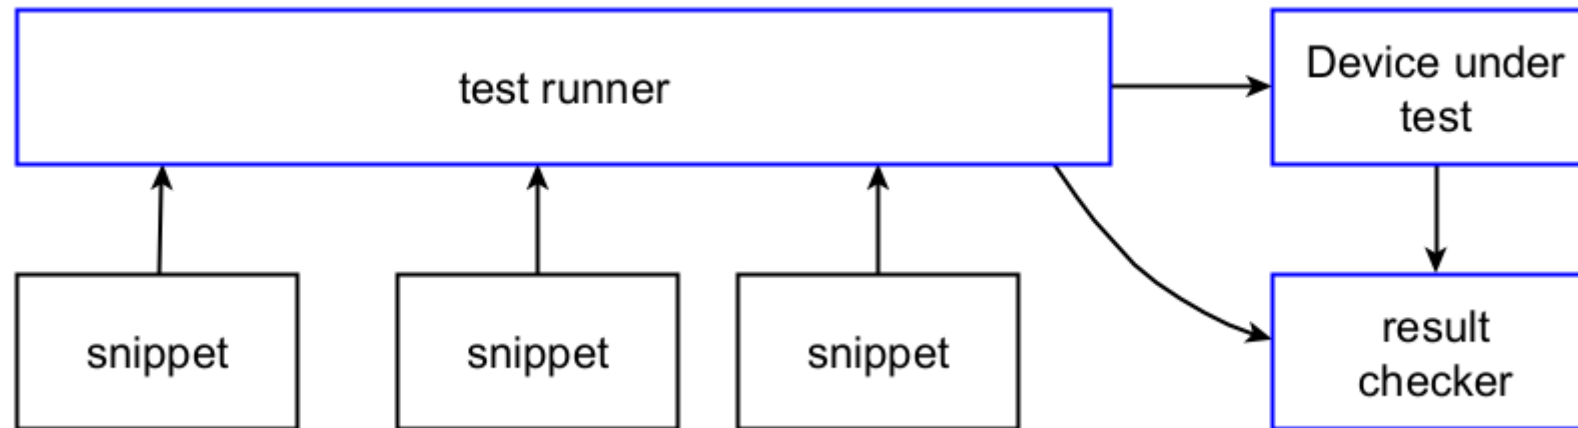 test runner
Device under
test
snippet
snippet
snippet
result
checker